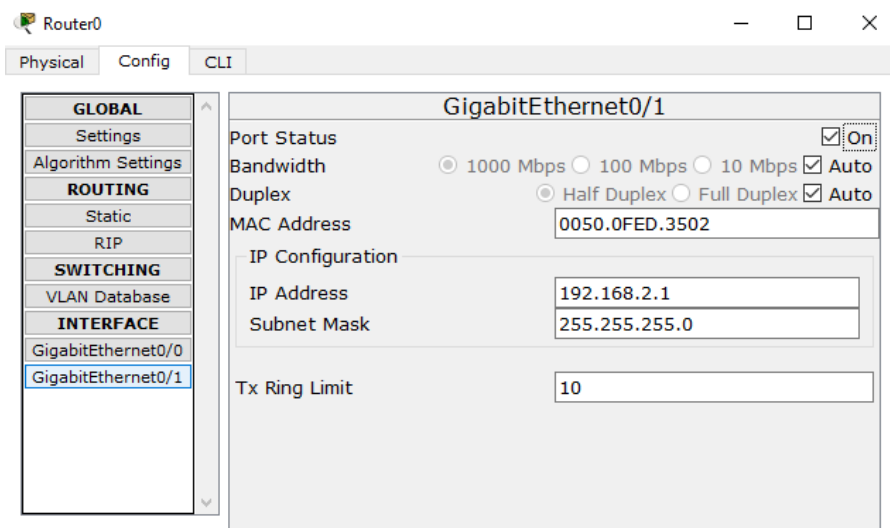 Router0
Physical Config CLI
GLOBAL
Settings
Algorithm Settings
ROUTING
Static
RIP
SWITCHING
VLAN Database
INTERFACE
GigabitEthernet0/0
GigabitEthernet0/1
GigabitEthernet0/1
Port Status On
Bandwidth 1000 Mbps 100 Mbps 10 Mbps Auto
Duplex Half Duplex Full Duplex Auto
MAC Address 0050.0FED.3502
IP Configuration
IP Address 192.168.2.1
Subnet Mask 255.255.255.0
Tx Ring Limit 10